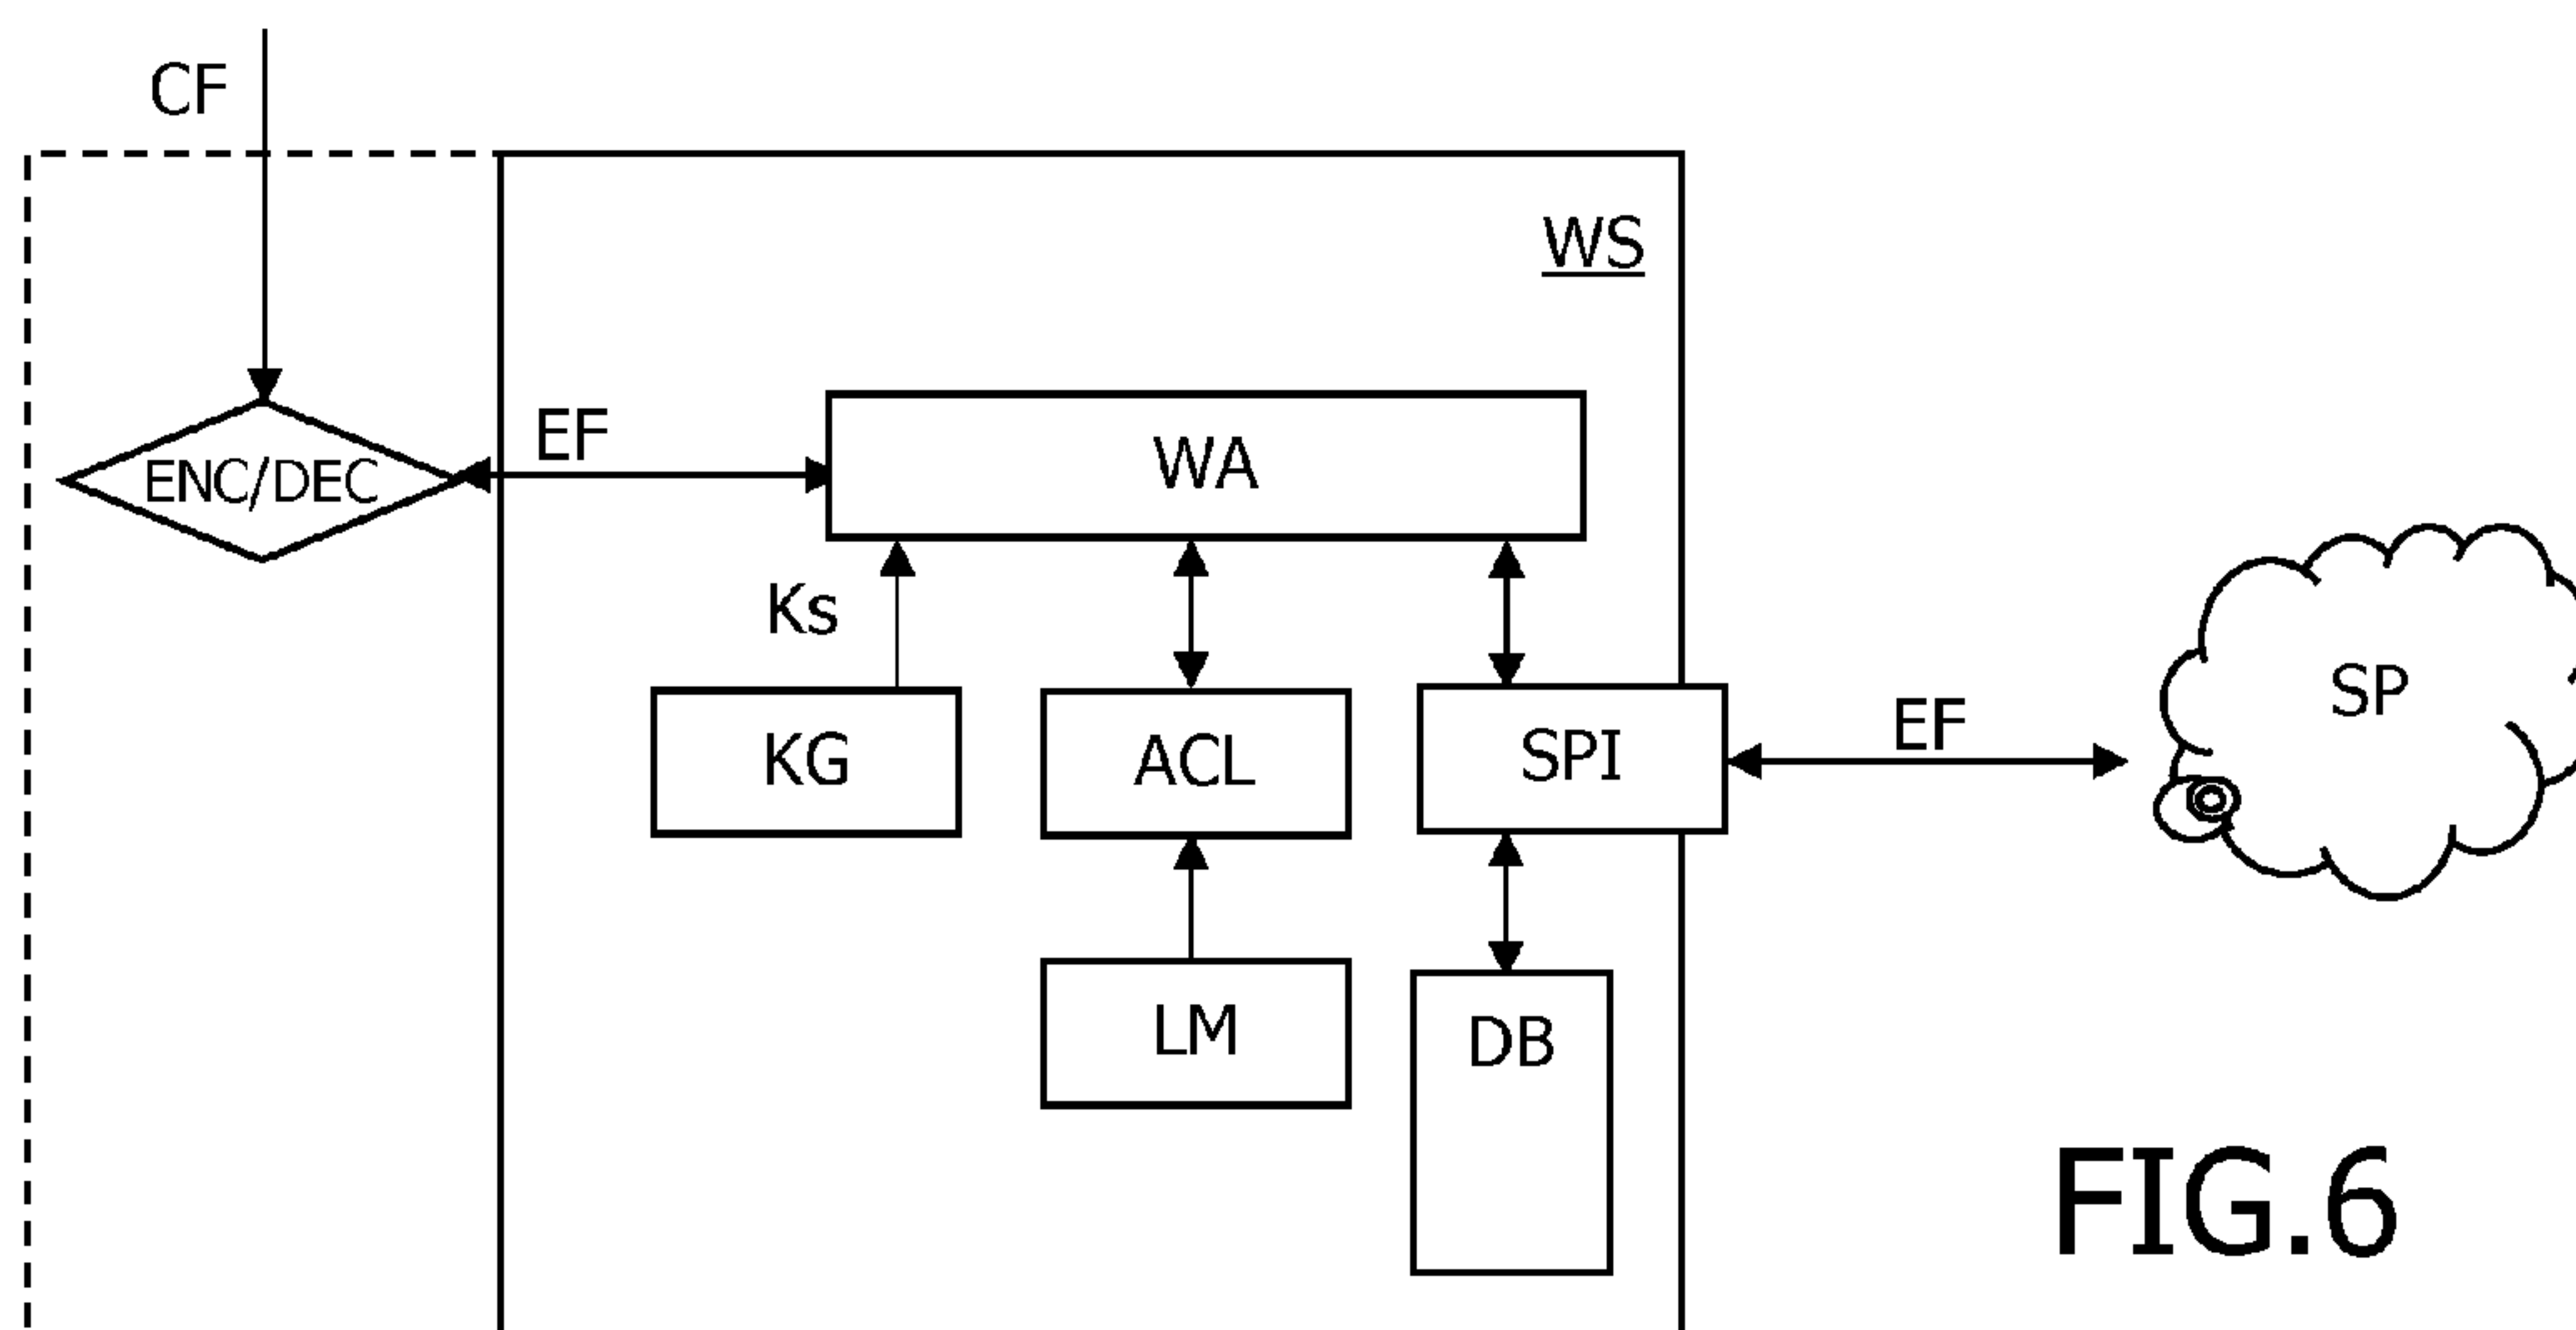 CF
WS
EF
ENC/DEC
WA
Ks
KG
ACL
SPI
EF
SP
LM
DB
FIG.6